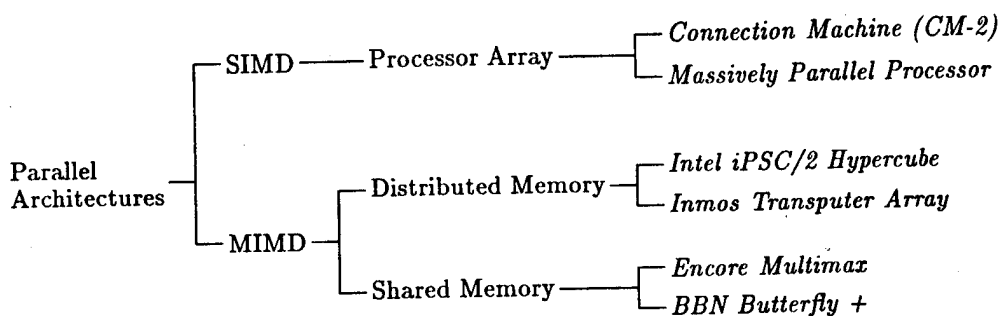 Connection Machine (CM-2)
SIMD Processor Array
Massively Parallel Processor
Intel iPSC/2 Hypercube
Parallel
Distributed Memory
Architectures
Inmos Transputer Array
MIMD
Encore Multimax
Shared Memory
BBN Butterfly +